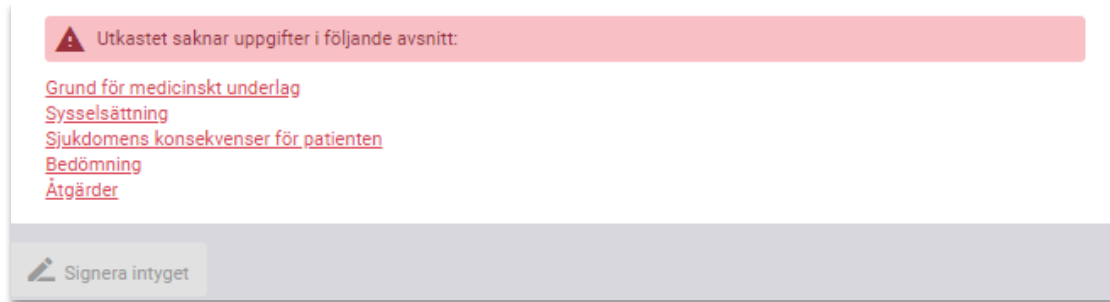 Utkastet saknar uppgifter i följande avsnitt:
Grund för medicinskt underlag
Sysselsättning
Sjukdomens konsekvenser för patienten
Bedömning
Åtgärder
Signera intyget